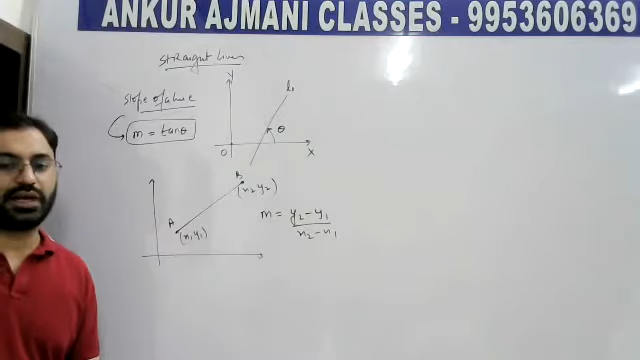 ANKUR AJMANI CLASSES - 9953606369
Straight lines
Slope of a line
m = tanθ
Y
l₁
θ
O
X
B
(x₂ y₂)
A
(x₁ y₁)
m = y₂-y₁
x₂-x₁